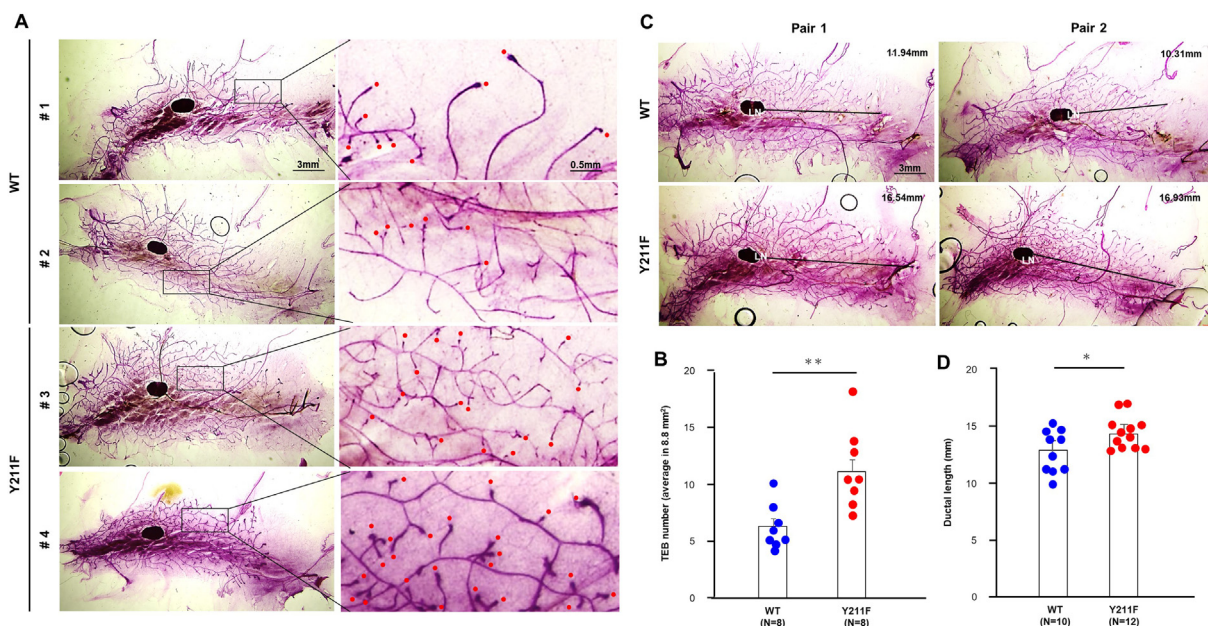 A
WT
# 1
3mm
0.5mm
# 2
Y211F
# 3
# 4
C
Pair 1
Pair 2
WT
11.94mm
LN
3mm
10.31mm
Y211F
16.54mm
LN
16.93mm
LN
B
**
TEB number (average in 8.8 mm²)
20
15
10
5
0
WT
(N=8)
Y211F
(N=8)
D
*
Ductal length (mm)
20
15
10
5
0
WT
(N=10)
Y211F
(N=12)